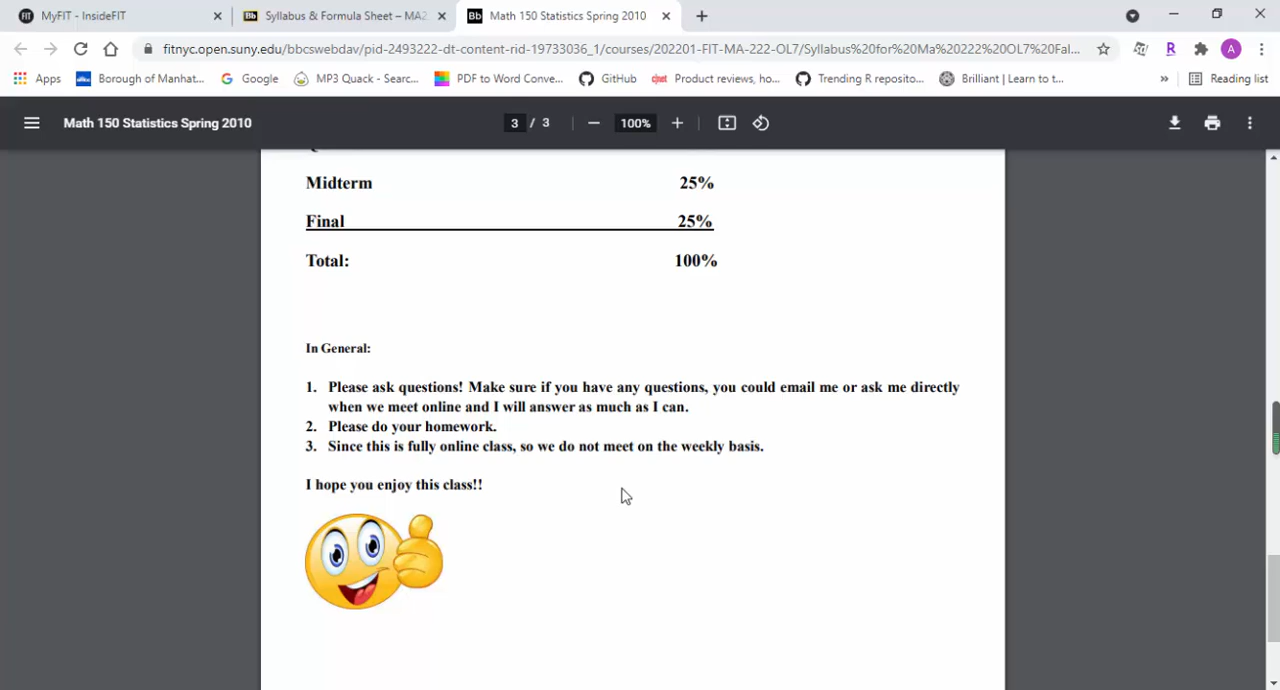 MyFIT - InsideFIT
Syllabus & Formula Sheet – MA2
Math 150 Statistics Spring 2010
fitnyc.open.suny.edu/bbcswebdav/pid-2493222-dt-content-rid-19733036_1/courses/202201-FIT-MA-222-OL7/Syllabus%20for%20Ma%20222%20OL7%20Fal...
Apps
Borough of Manhat...
Google
MP3 Quack - Searc...
PDF to Word Conve...
GitHub
Product reviews, ho...
Trending R reposito...
Brilliant | Learn to t...
»
Reading list
Math 150 Statistics Spring 2010
3 / 3
100%
Midterm 25%
Final 25%
Total: 100%
In General:
1. Please ask questions! Make sure if you have any questions, you could email me or ask me directly
when we meet online and I will answer as much as I can.
2. Please do your homework.
3. Since this is fully online class, so we do not meet on the weekly basis.
I hope you enjoy this class!!